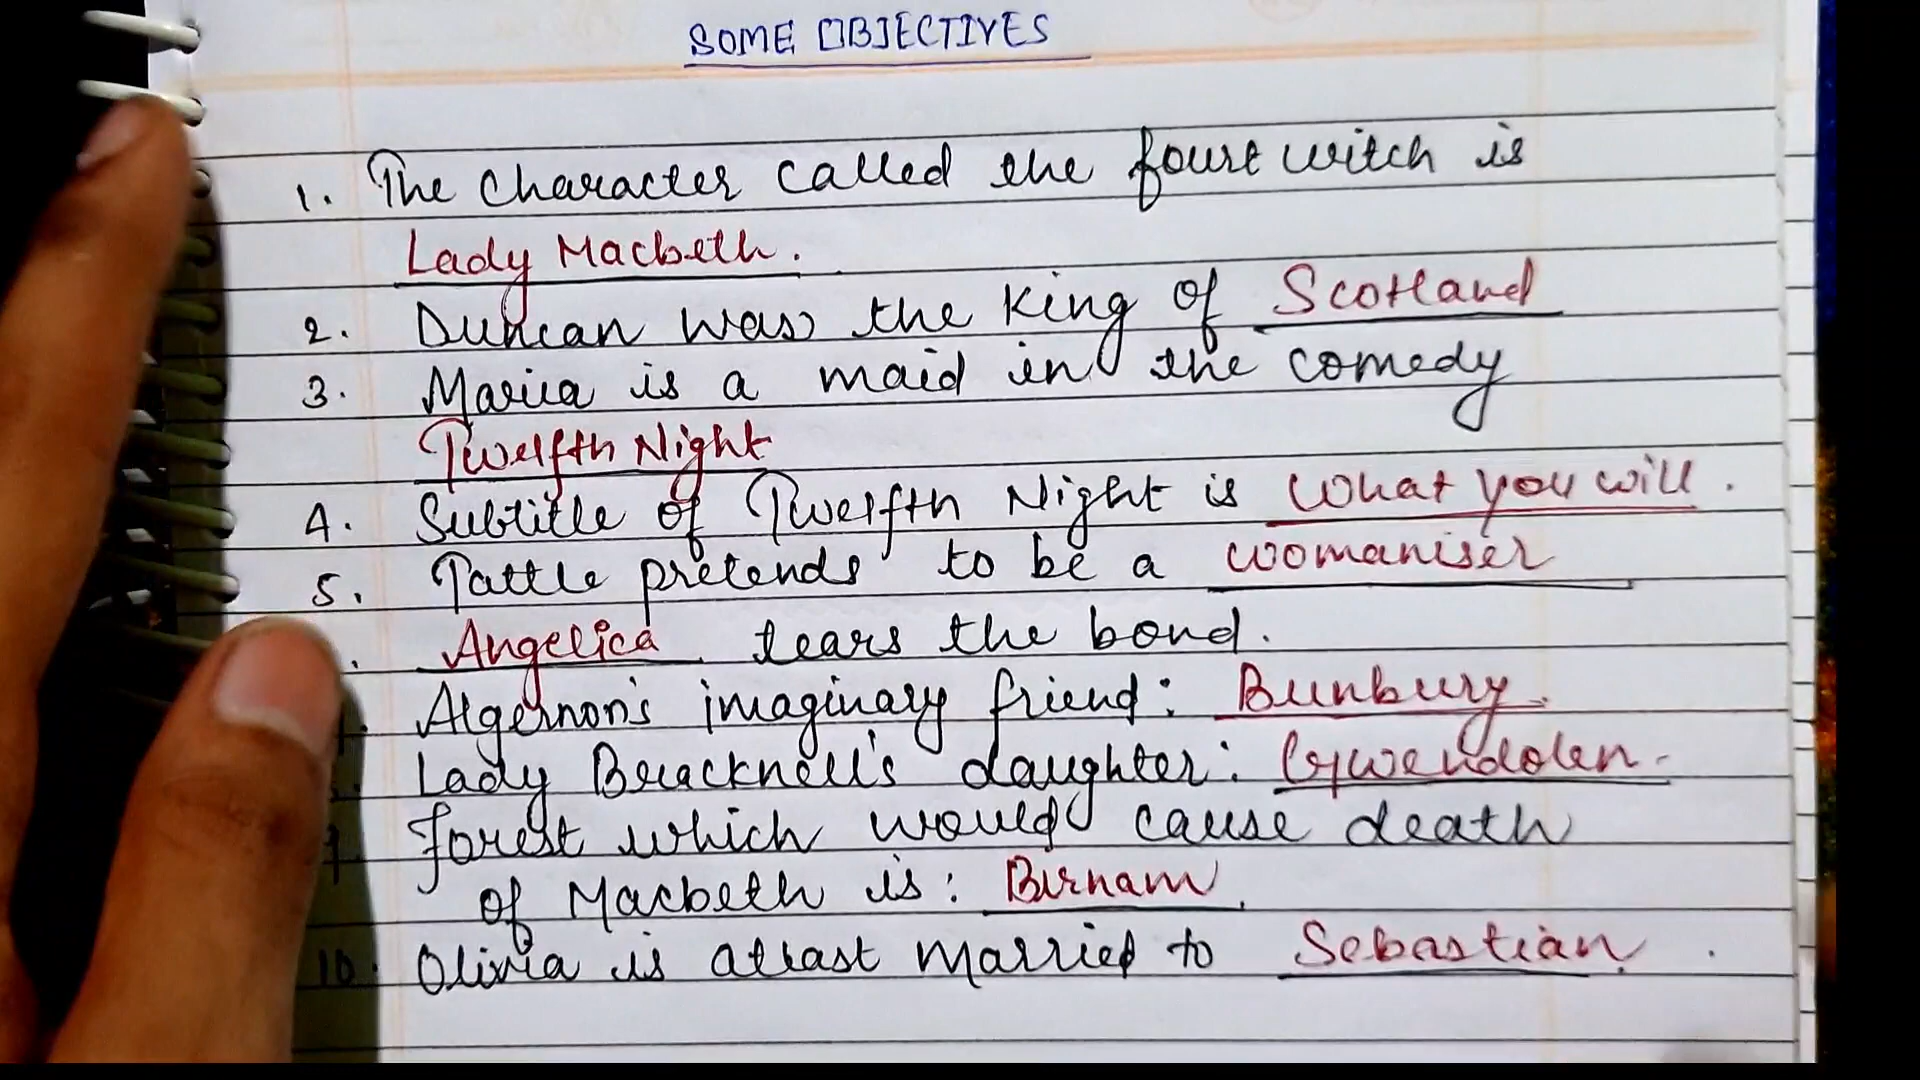 SOME OBJECTIVES
1. The character called the fourt witch is
Lady Macbeth.
2. Duncan was the King of Scotland
3. Maria is a maid in the comedy
Twelfth Night
4. Subtitle of Twelfth Night is What you will.
5. Tattle pretends to be a womaniser
. Angelica tears the bond.
. Algernon's imaginary friend: Bunbury.
. Lady Bracknell's daughter: Gwendolen.
9. Forest which would cause death
of Macbeth is: Birnam.
10. Olivia is atlast married to Sebastian.